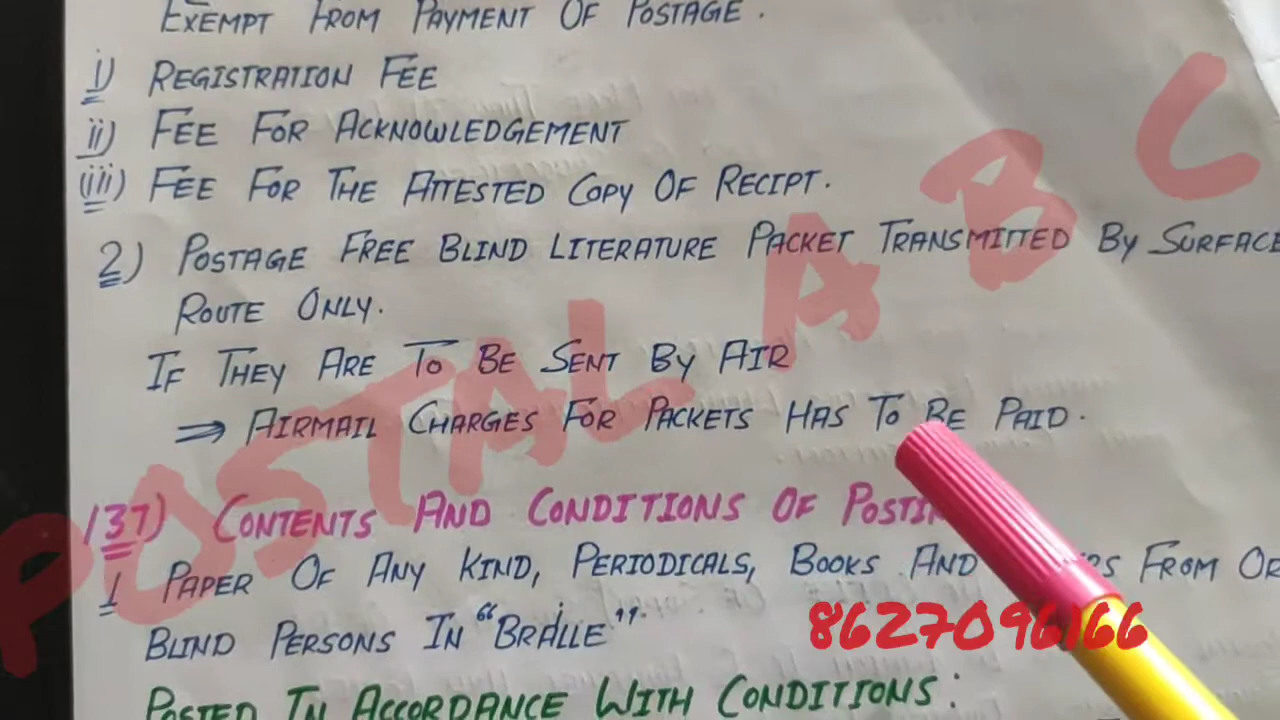 EXEMPT FROM PAYMENT OF POSTAGE.
i) REGISTRATION FEE
ii) FEE FOR ACKNOWLEDGEMENT
(iii) FEE FOR THE ATTESTED COPY OF RECIPT.
2) POSTAGE FREE BLIND LITERATURE PACKET TRANSMITTED BY SURFACE
ROUTE ONLY.
IF THEY ARE TO BE SENT BY AIR
⇒ AIRMAIL CHARGES FOR PACKETS HAS TO BE PAID.
137) CONTENTS AND CONDITIONS OF
1 PAPER OF ANY KIND, PERIODICALS, BOOKS AND FROM OR
BLIND PERSONS IN "BRAILLE".
POSTED IN ACCORDANCE WITH CONDITIONS:
POSTAL ABC
8627096166